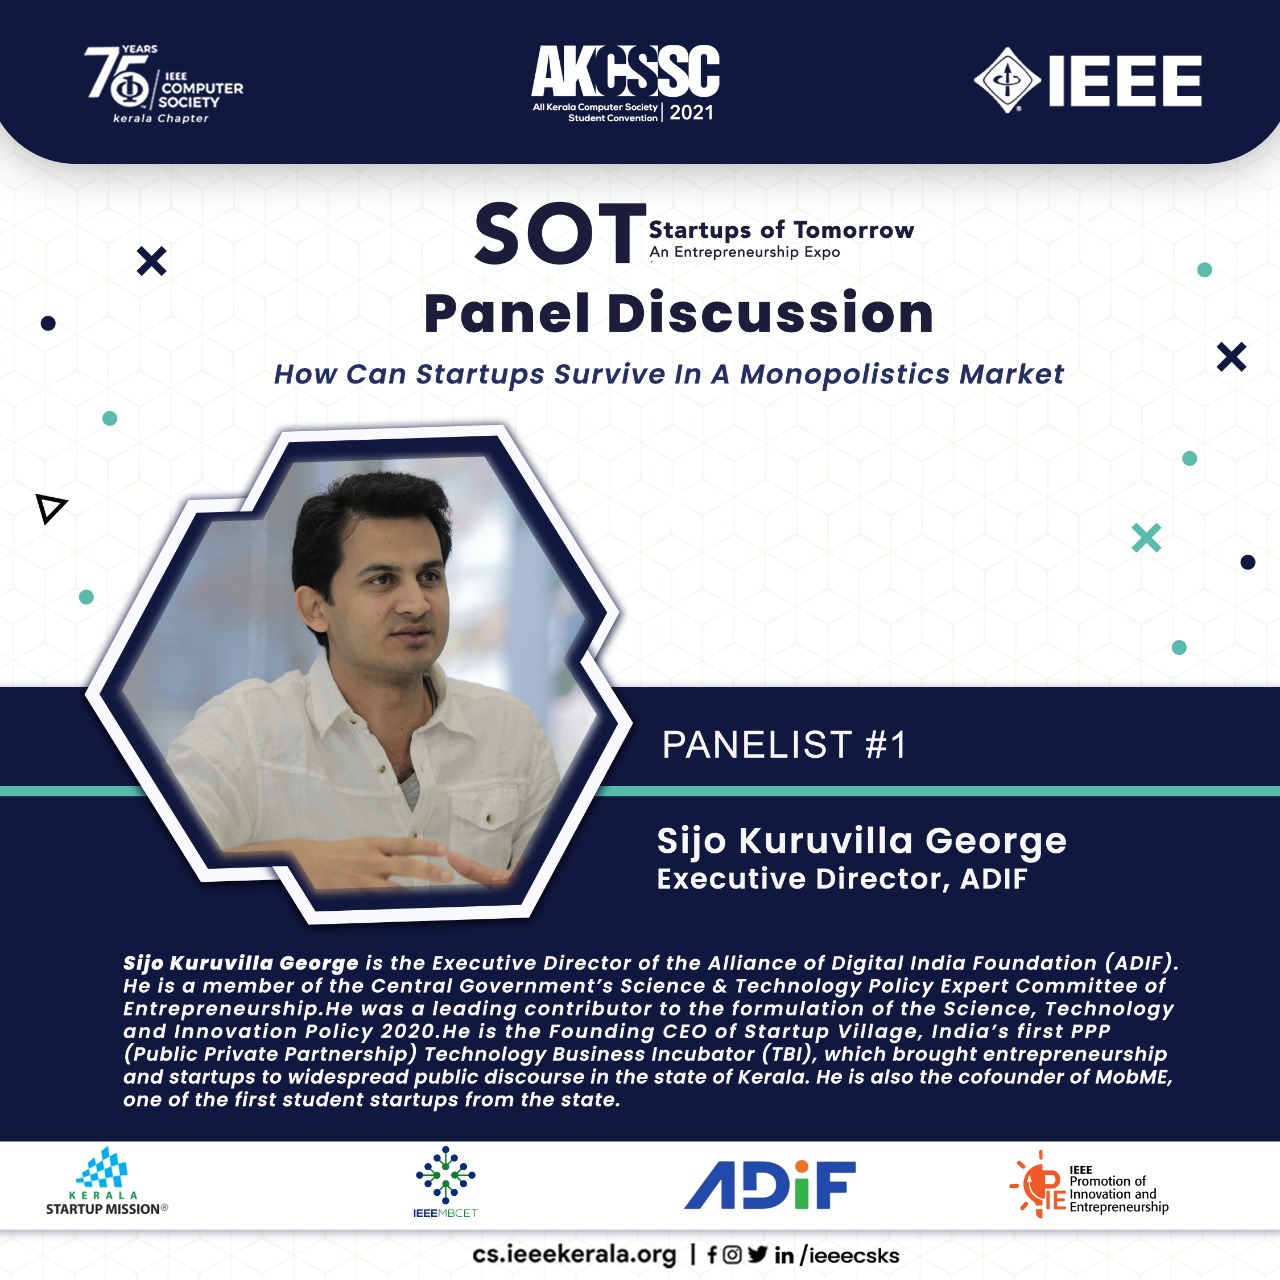 75 YEARS
IEEE
COMPUTER
SOCIETY
kerala Chapter
AKCSSC
All Kerala Computer Society
Student Convention | 2021
IEEE
SOT Startups of Tomorrow
An Entrepreneurship Expo
Panel Discussion
How Can Startups Survive In A Monopolistics Market
PANELIST #1
Sijo Kuruvilla George
Executive Director, ADIF
Sijo Kuruvilla George is the Executive Director of the Alliance of Digital India Foundation (ADIF).
He is a member of the Central Government's Science & Technology Policy Expert Committee of
Entrepreneurship.He was a leading contributor to the formulation of the Science, Technology
and Innovation Policy 2020.He is the Founding CEO of Startup Village, India's first PPP
(Public Private Partnership) Technology Business Incubator (TBI), which brought entrepreneurship
and startups to widespread public discourse in the state of Kerala. He is also the cofounder of MobME,
one of the first student startups from the state.
KERALA
STARTUP MISSION®
IEEEMBCET
ADiF
PIE
IEEE
Promotion of
Innovation and
Entrepreneurship
cs.ieeekerala.org | f in /ieeecsks